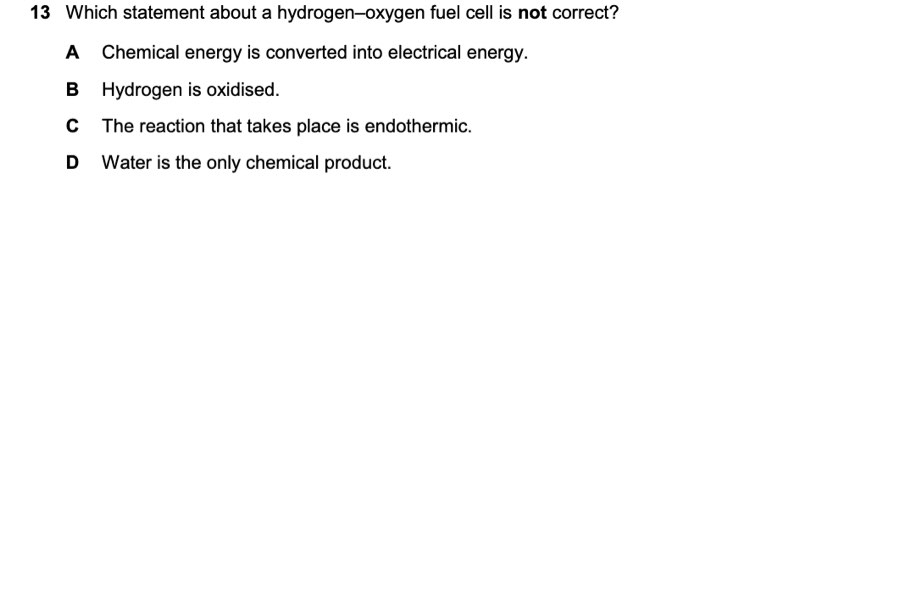 13 Which statement about a hydrogen–oxygen fuel cell is not correct?
A Chemical energy is converted into electrical energy.
B Hydrogen is oxidised.
C The reaction that takes place is endothermic.
D Water is the only chemical product.